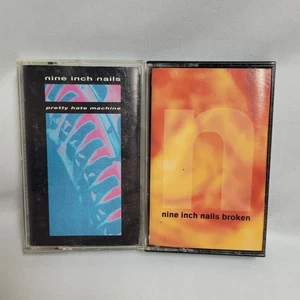 nine inch nails
pretty hate machine
n
nine inch nails broken